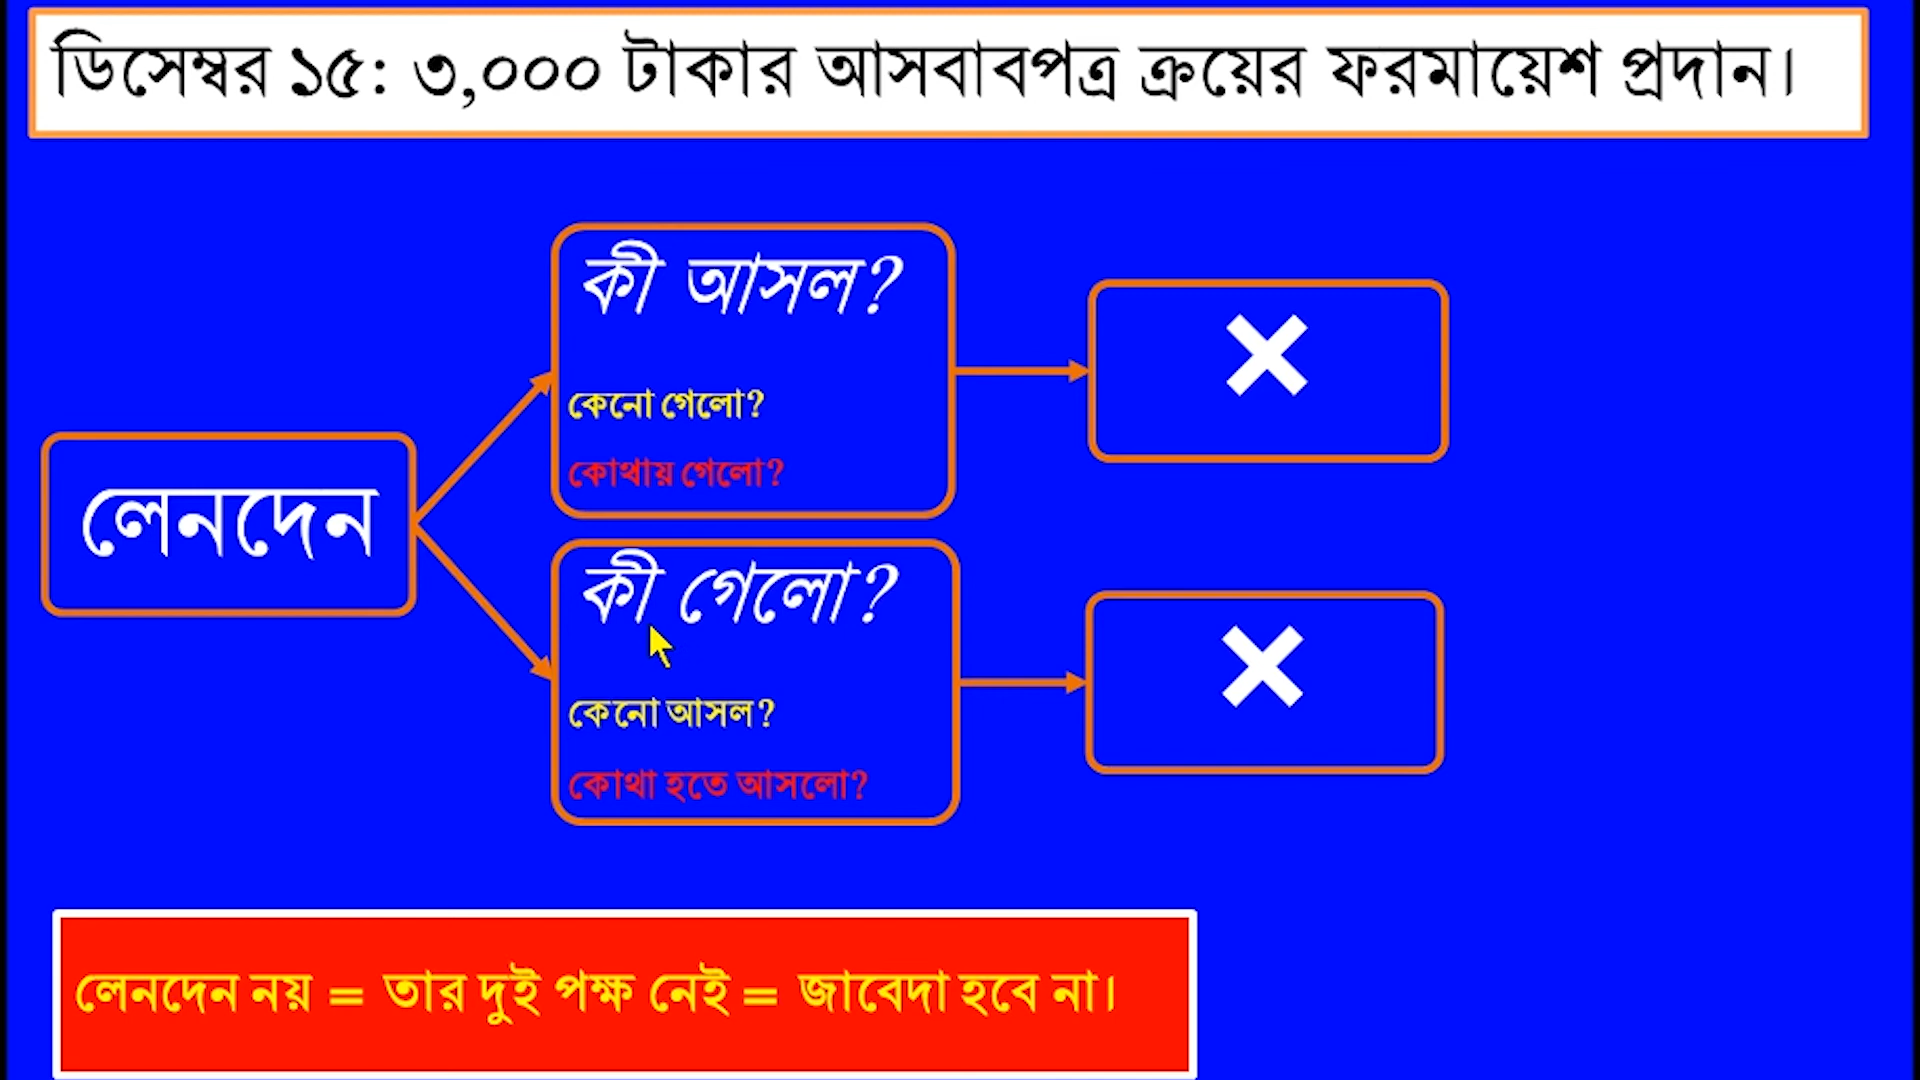 ডিসেম্বর ১৫: ৩,০০০ টাকার আসবাবপত্র ক্রয়ের ফরমায়েশ প্রদান।
কী আসল?
কেনো গেলো?
কোথায় গেলো?
লেনদেন
কী গেলো?
কেনো আসল?
কোথা হতে আসলো?
লেনদেন নয় = তার দুই পক্ষ নেই = জাবেদা হবে না।